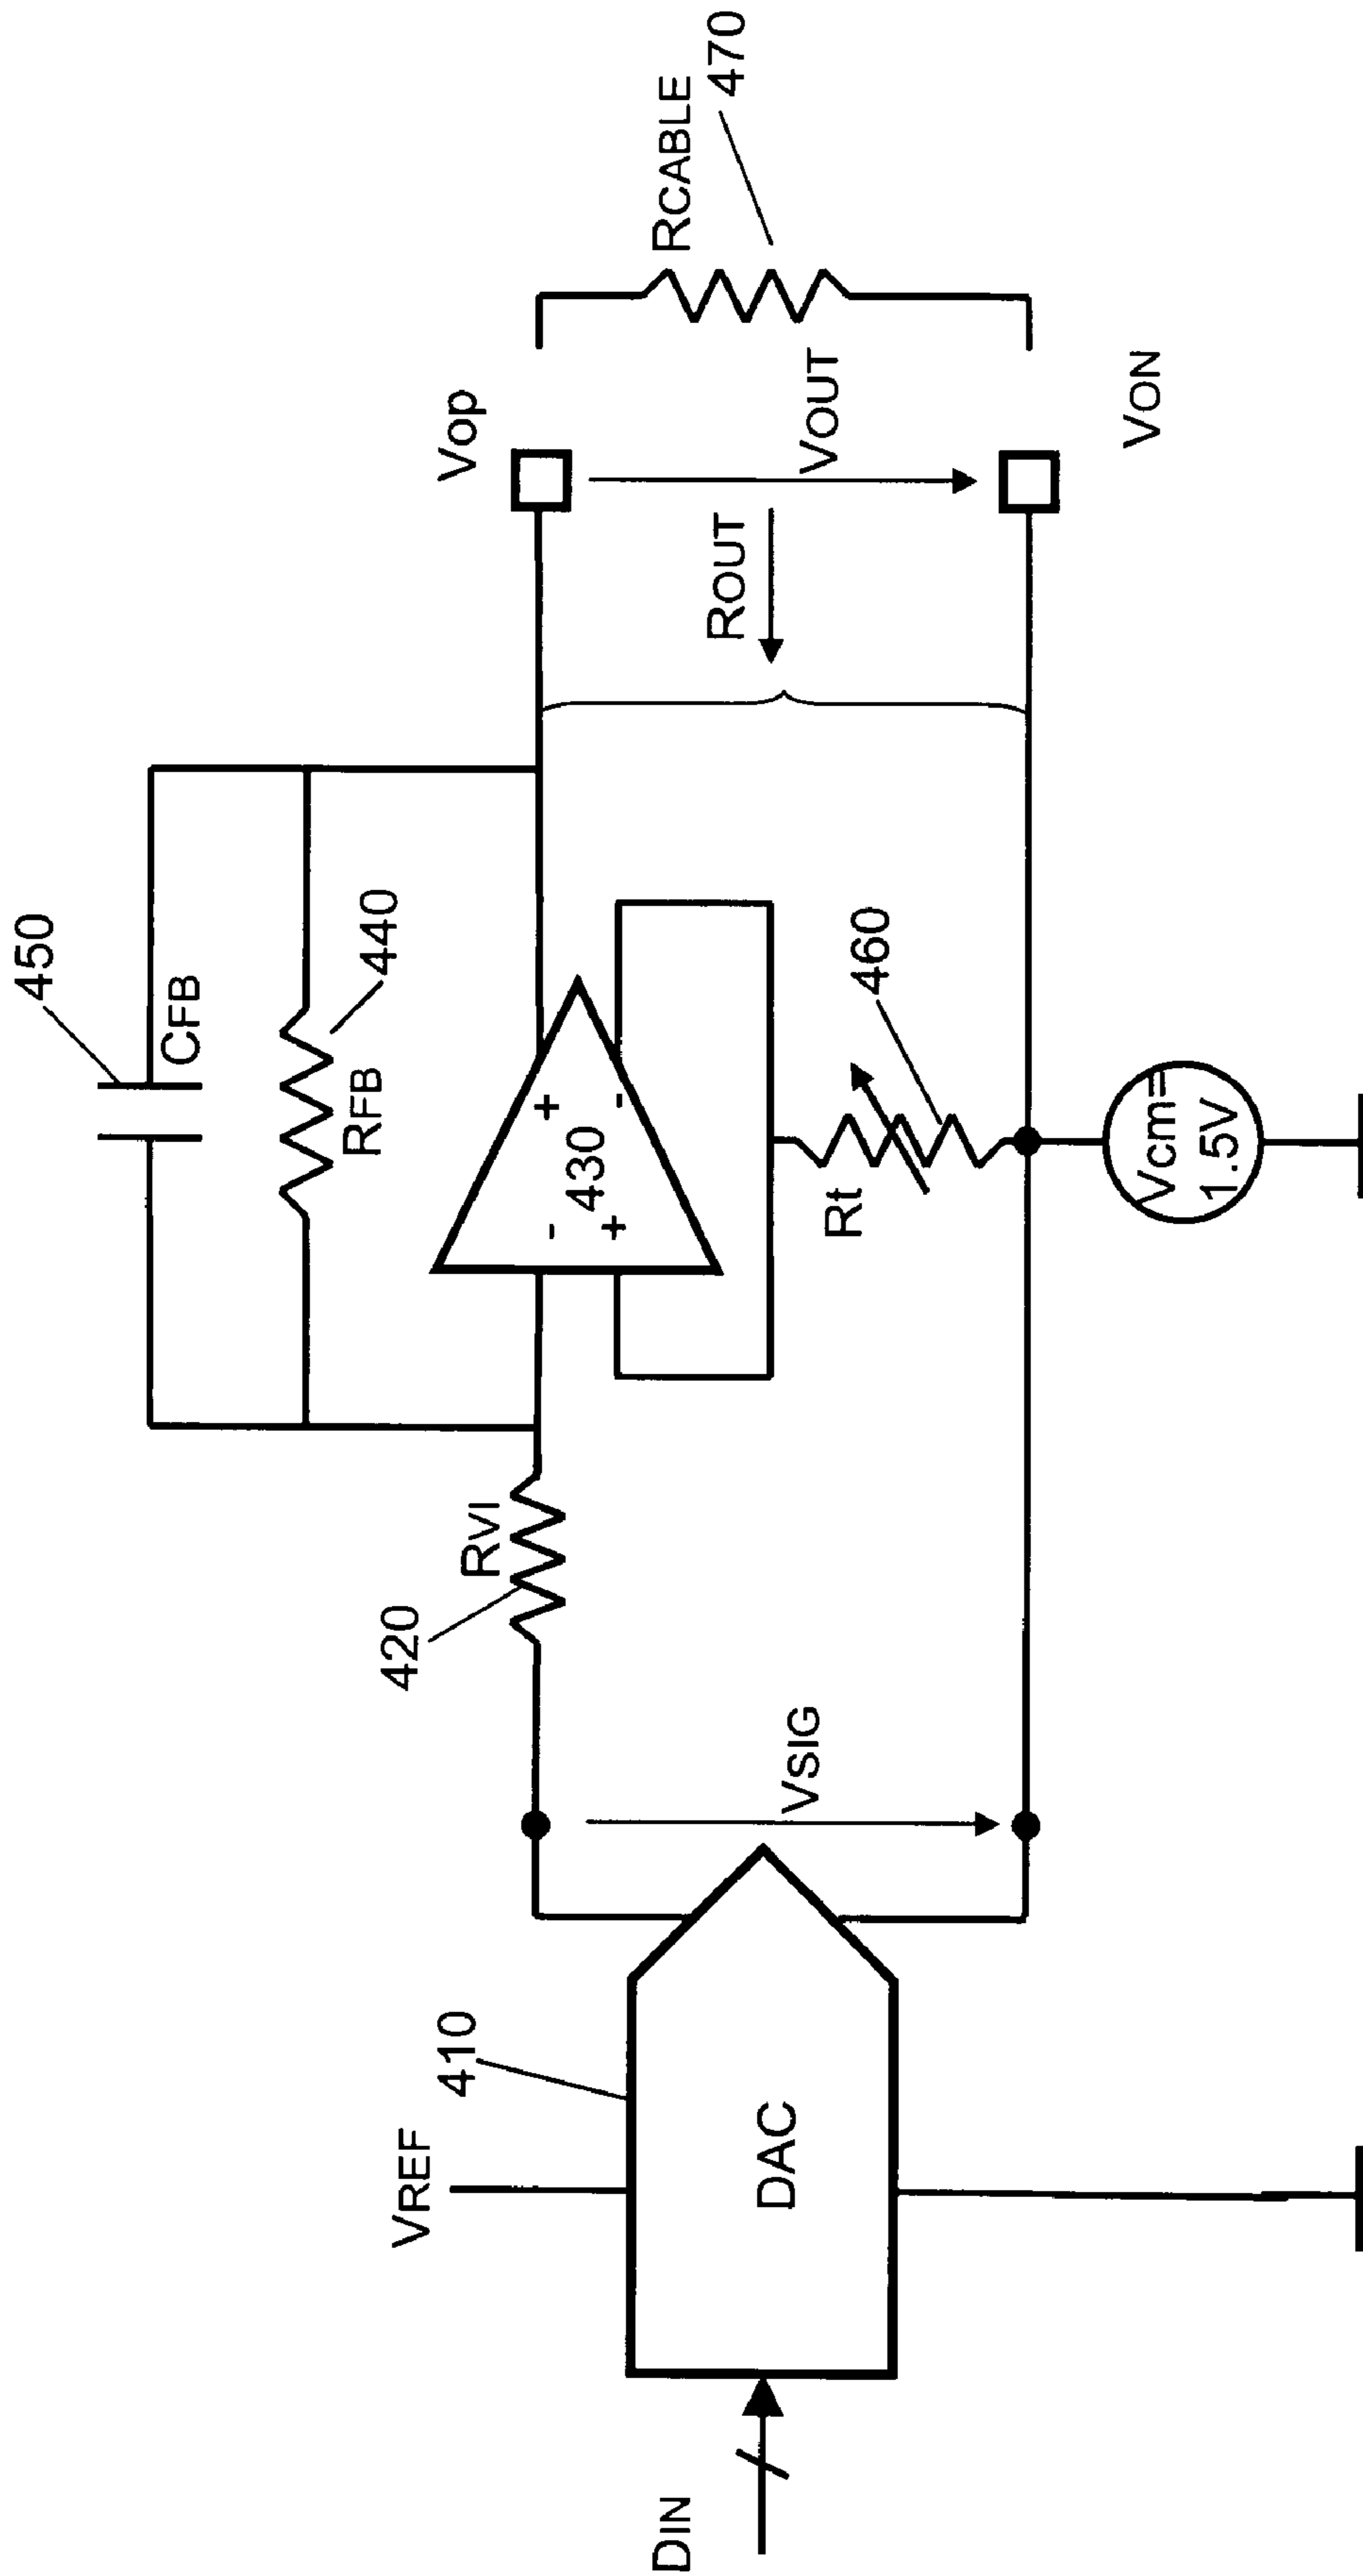 450
CFB
RFB
440
VREF
410
420
RVI
-
+
430
+
-
Vop
RCABLE
470
DIN
DAC
VSIG
Rt
460
ROUT
VOUT
VON
Vcm=
1.5V